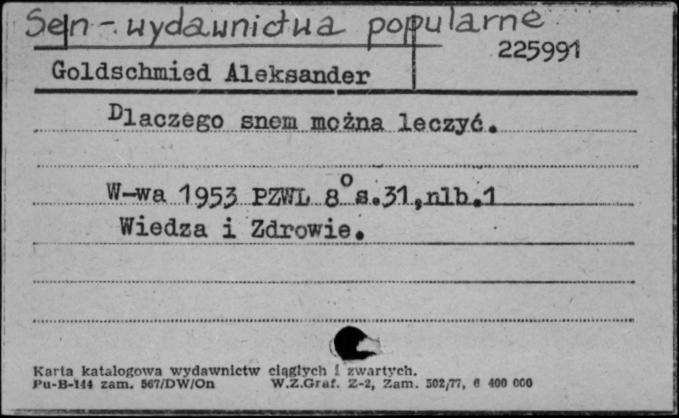 Sen - wydawnictwa popularne
225991
Goldschmied Aleksander
Dlaczego snem można leczyć.
W-wa 1953 PZWL 8° s.31,nlb.1
Wiedza i Zdrowie.
Karta katalogowa wydawnictw ciągłych i zwartych.
Pu-B-144 zam. 567/DW/On W.Z.Graf. Z-2, Zam. 502/77, 6 400 000